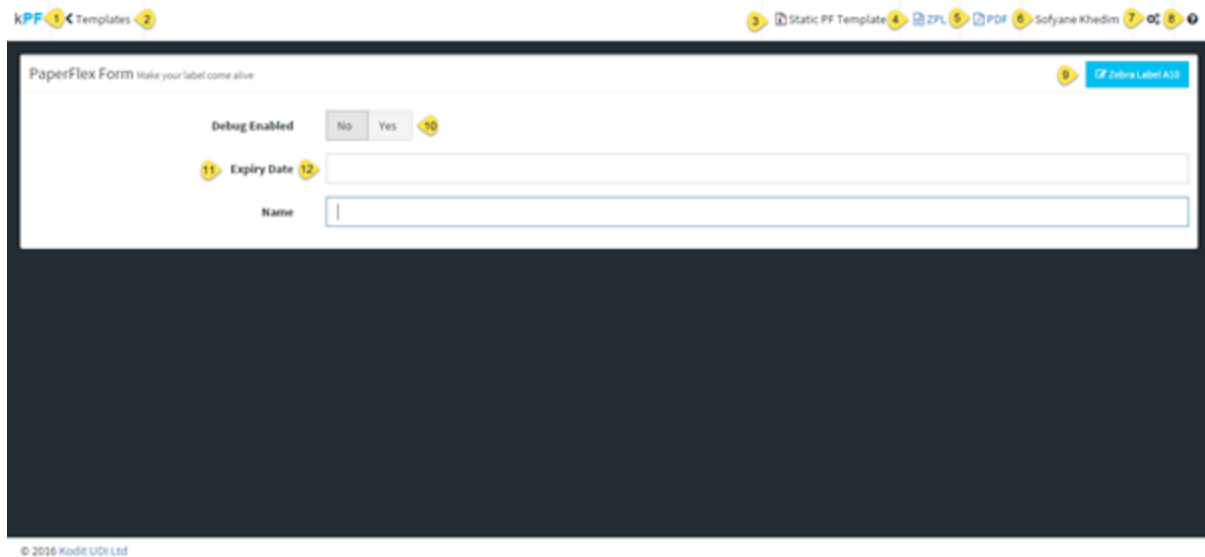 kPF 1 Templates 2 3 Static PF Template 4 ZPL 5 PDF 6 Sofyane Khedim 7 8
PaperFlex Form Make your label come alive 9 Zebra Label A10
Debug Enabled No Yes 10
11 Expiry Date 12
Name
© 2016 Kodit UDI Ltd